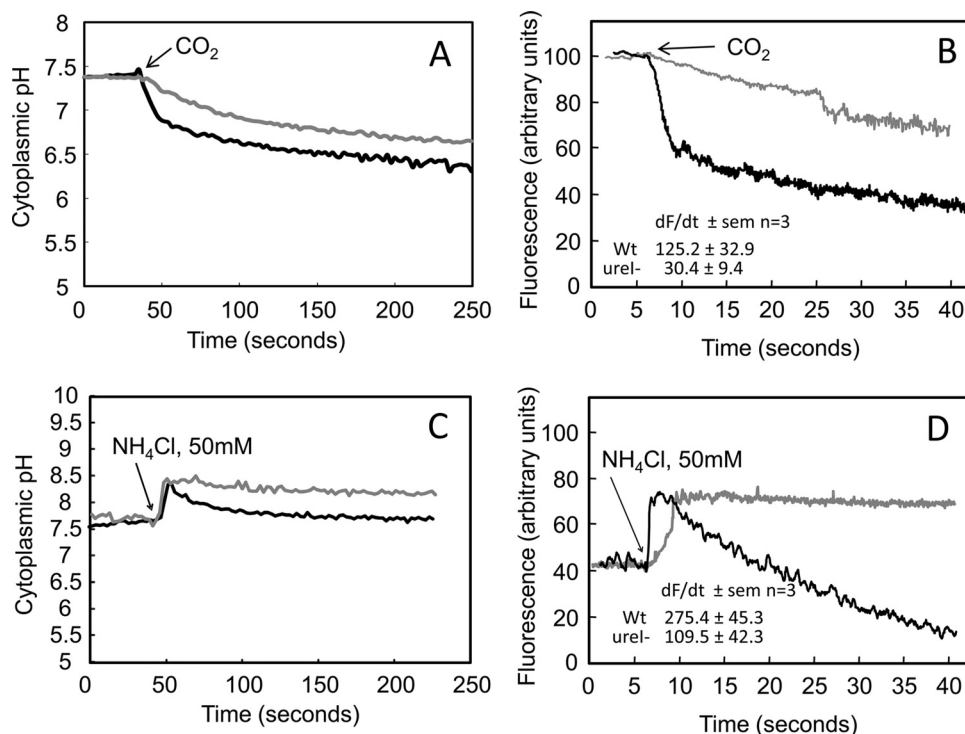 A
CO2
Cytoplasmic pH
8
7.5
7
6.5
6
5.5
5
0 50 100 150 200 250
Time (seconds)
B
CO2
Fluorescence (arbitrary units)
100
80
60
40
20
0
dF/dt ± sem n=3
Wt 125.2 ± 32.9
ureI- 30.4 ± 9.4
0 5 10 15 20 25 30 35 40
Time (seconds)
C
NH4Cl, 50mM
Cytoplasmic pH
10
9.5
9
8.5
8
7.5
7
6.5
6
5.5
5
0 50 100 150 200 250
Time (seconds)
D
NH4Cl, 50mM
Fluorescence (arbitrary units)
100
80
60
40
20
0
dF/dt ± sem n=3
Wt 275.4 ± 45.3
ureI- 109.5 ± 42.3
0 5 10 15 20 25 30 35 40
Time (seconds)